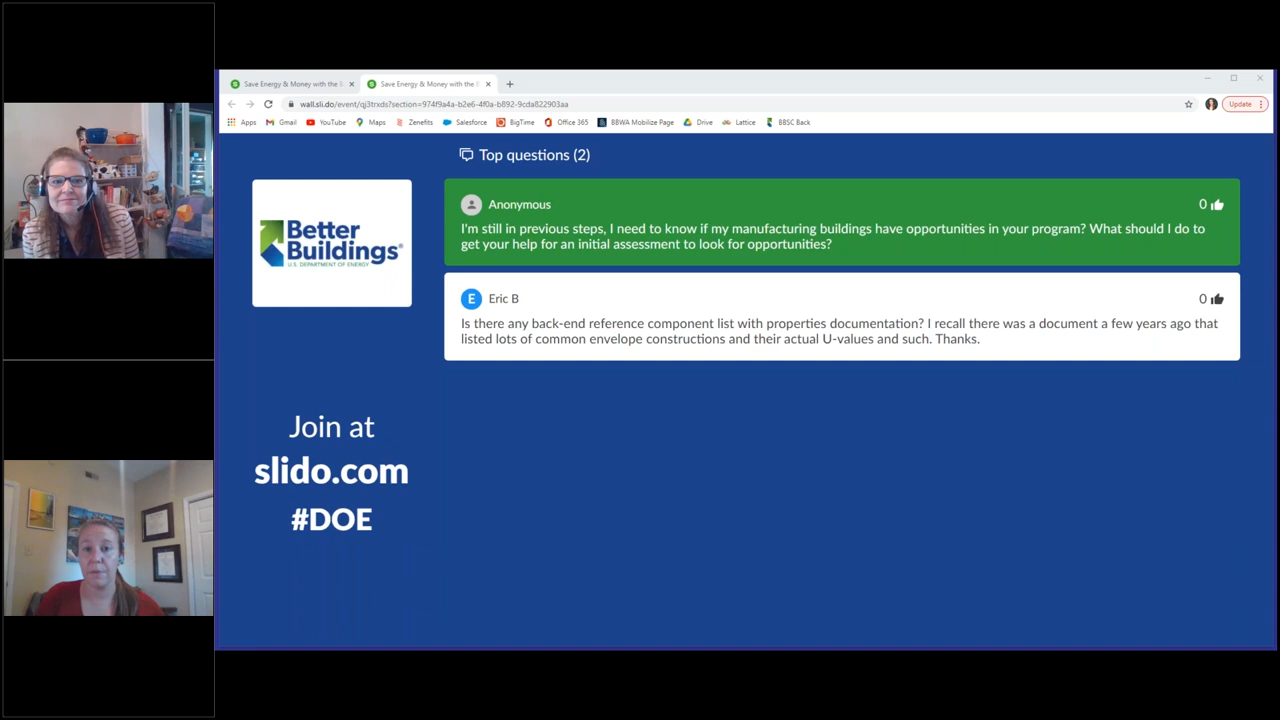 Save Energy & Money with the
Save Energy & Money with the
wall.sli.do/event/qj3trxds?section=974f9a4a-b2e6-4f0a-b892-9cda822903aa
Update
Apps
Gmail
YouTube
Maps
Zenefits
Salesforce
BigTime
Office 365
BBWA Mobilize Page
Drive
Lattice
BBSC Back
Top questions (2)
Better
Buildings®
U.S. DEPARTMENT OF ENERGY
Anonymous
0
I'm still in previous steps, I need to know if my manufacturing buildings have opportunities in your program? What should I do to
get your help for an initial assessment to look for opportunities?
E
Eric B
0
Is there any back-end reference component list with properties documentation? I recall there was a document a few years ago that
listed lots of common envelope constructions and their actual U-values and such. Thanks.
Join at
slido.com
#DOE